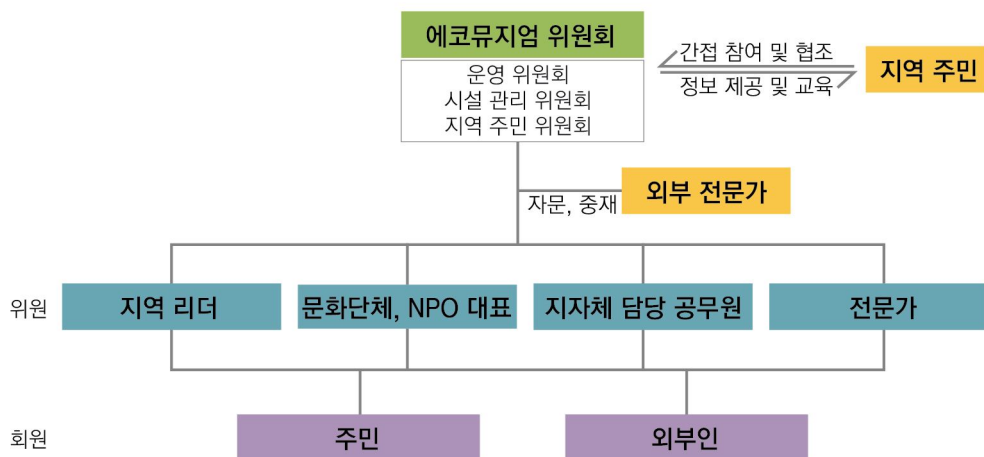 에코뮤지엄 위원회
운영 위원회
시설 관리 위원회
지역 주민 위원회
간접 참여 및 협조
정보 제공 및 교육
지역 주민
외부 전문가
자문, 중재
위원
지역 리더
문화단체, NPO 대표
지자체 담당 공무원
전문가
회원
주민
외부인